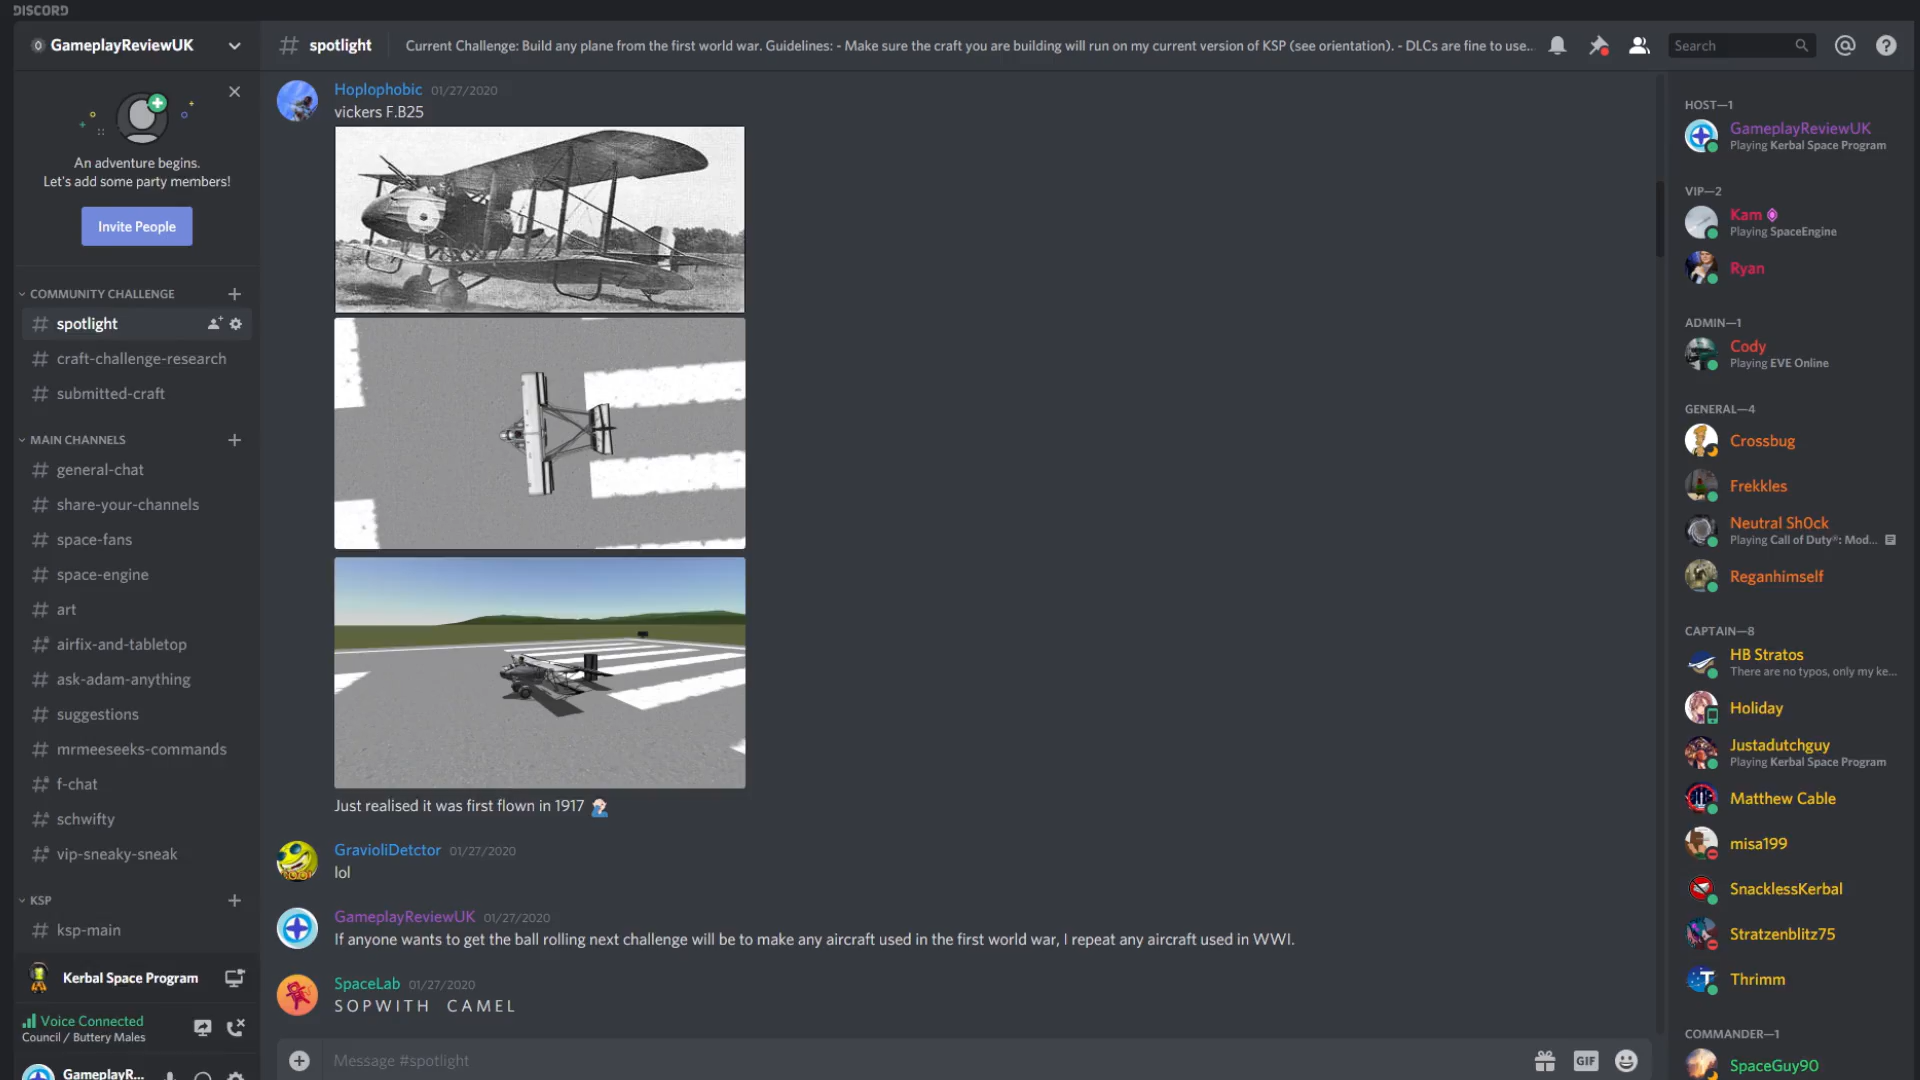 DISCORD
GameplayReviewUK
An adventure begins.
Let's add some party members!
Invite People
COMMUNITY CHALLENGE
spotlight
craft-challenge-research
submitted-craft
MAIN CHANNELS
general-chat
share-your-channels
space-fans
space-engine
art
airfix-and-tabletop
ask-adam-anything
suggestions
mrmeeseeks-commands
f-chat
schwifty
vip-sneaky-sneak
KSP
ksp-main
Kerbal Space Program
Voice Connected
Council / Buttery Males
GameplayR...
# spotlight
Current Challenge: Build any plane from the first world war. Guidelines: - Make sure the craft you are building will run on my current version of KSP (see orientation). - DLCs are fine to use...
Search
Hoplophobic 01/27/2020
vickers F.B25
Just realised it was first flown in 1917
GravioliDetctor 01/27/2020
lol
GameplayReviewUK 01/27/2020
If anyone wants to get the ball rolling next challenge will be to make any aircraft used in the first world war, I repeat any aircraft used in WWI.
SpaceLab 01/27/2020
S O P W I T H   C A M E L
Message #spotlight
GIF
HOST—1
GameplayReviewUK
Playing Kerbal Space Program
VIP—2
Kam
Playing SpaceEngine
Ryan
ADMIN—1
Cody
Playing EVE Online
GENERAL—4
Crossbug
Frekkles
Neutral Sh0ck
Playing Call of Duty®: Mod...
Reganhimself
CAPTAIN—8
HB Stratos
There are no typos, only my ke...
Holiday
Justadutchguy
Playing Kerbal Space Program
Matthew Cable
misa199
SnacklessKerbal
Stratzenblitz75
Thrimm
COMMANDER—1
SpaceGuy90